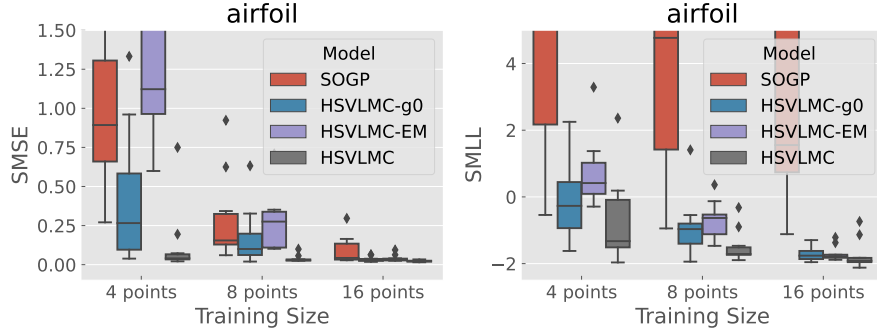 airfoil
1.50
1.25
1.00
0.75
0.50
0.25
0.00
SMSE
Model
SOGP
HSVLMC-g0
HSVLMC-EM
HSVLMC
4 points
8 points
16 points
Training Size
airfoil
4
2
0
−2
SMLL
Model
SOGP
HSVLMC-g0
HSVLMC-EM
HSVLMC
4 points
8 points
16 points
Training Size